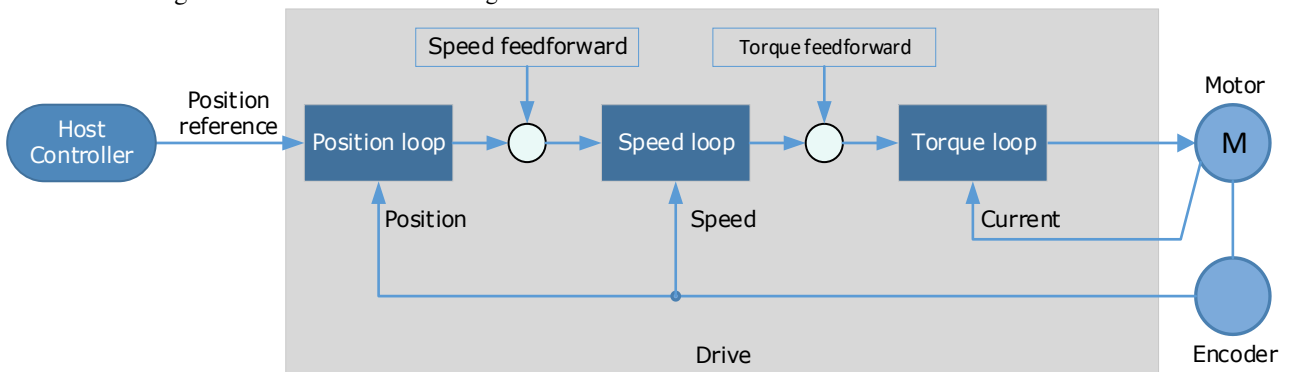 Speed feedforward
Torque feedforward
Motor
Position
reference
Host
Controller
Position loop
Speed loop
Torque loop
M
Position
Speed
Current
Drive
Encoder